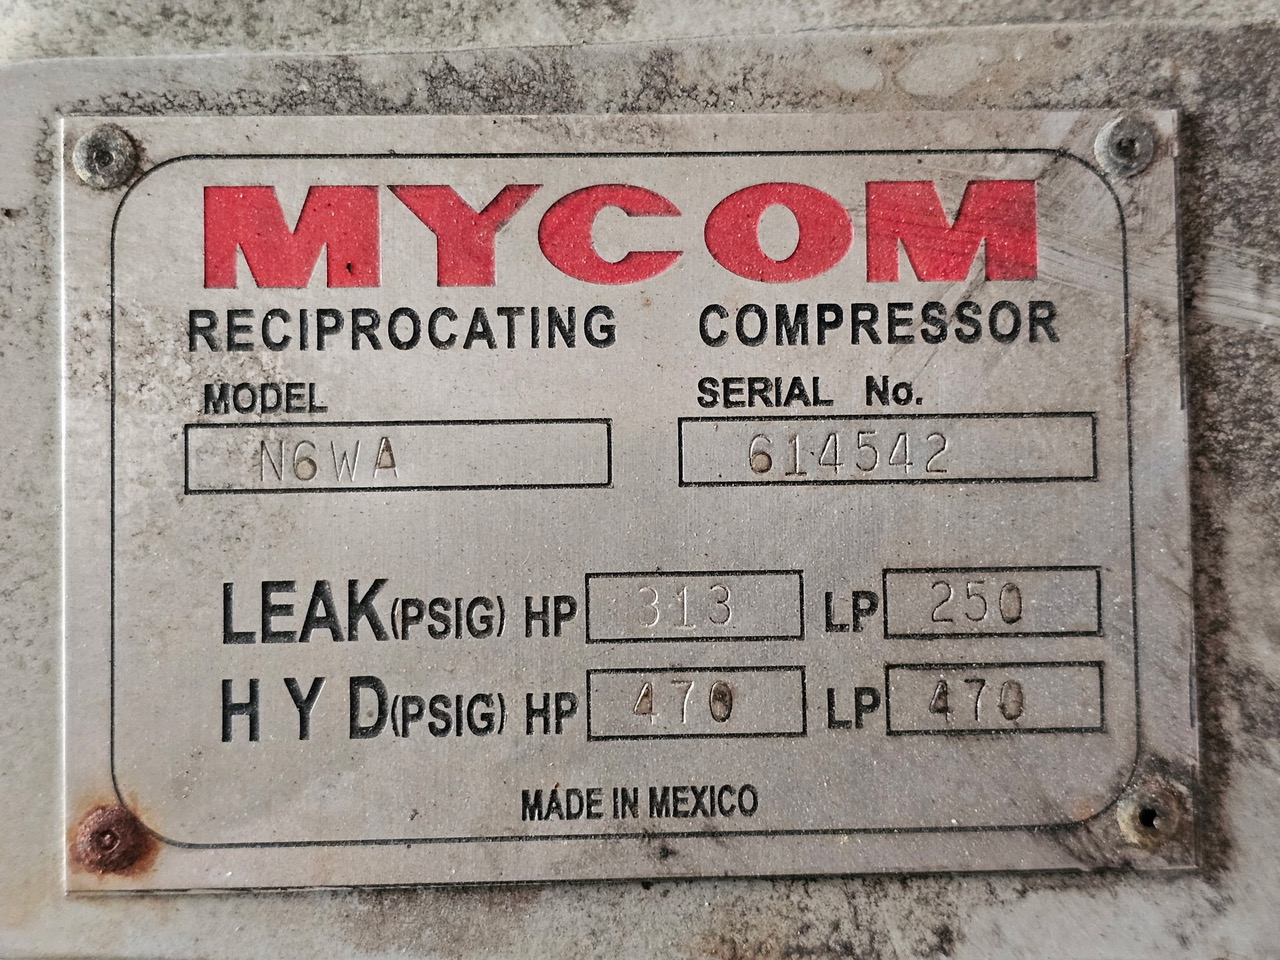 MYCOM
RECIPROCATING COMPRESSOR
MODEL SERIAL No.
N6WA 614542
LEAK(PSIG) HP 313 LP 250
HYD(PSIG) HP 470 LP 470
MADE IN MEXICO